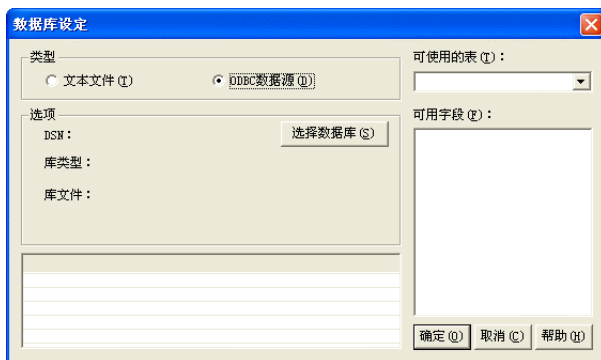 数据库设定
类型
文本文件(T)
ODBC数据源(D)
可使用的表(T)：
选项
DSN：
选择数据库(S)
可用字段(F)：
库类型：
库文件：
确定(O)
取消(C)
帮助(H)